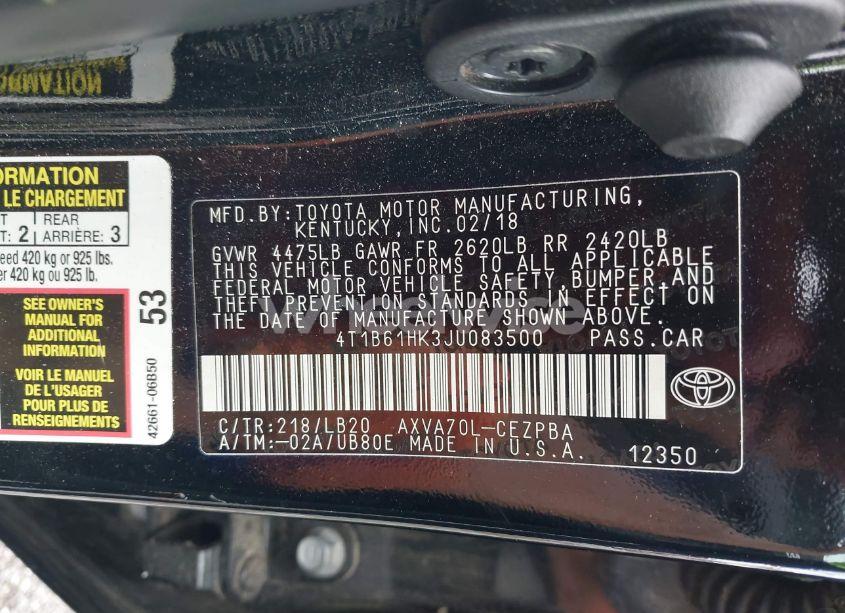 ORMATION
LE CHARGEMENT
T REAR
T: 2 ARRIÈRE: 3
eed 420 kg or 925 lbs.
er 420 kg ou 925 lb.
SEE OWNER'S
MANUAL FOR
ADDITIONAL
INFORMATION
VOIR LE MANUEL
DE L'USAGER
POUR PLUS DE
RENSEIGNEMENTS
53
42661-06B50
MFD.BY:TOYOTA MOTOR MANUFACTURING,
KENTUCKY,INC.02/18
GVWR 4475LB GAWR FR 2620LB RR 2420LB
THIS VEHICLE CONFORMS TO ALL APPLICABLE
FEDERAL MOTOR VEHICLE SAFETY,BUMPER,AND
THEFT PREVENTION STANDARDS IN EFFECT ON
THE DATE OF MANUFACTURE SHOWN ABOVE.
4T1B61HK3JU083500 PASS.CAR
C/TR:218/LB20 AXVA70L-CEZPBA
A/TM:-02A/UB80E MADE IN U.S.A. 12350